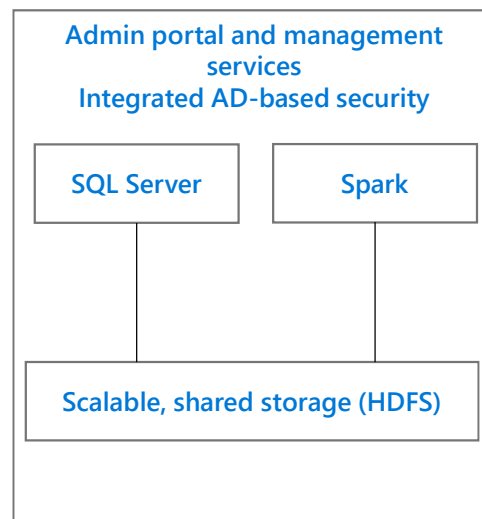 Admin portal and management
services
Integrated AD-based security
SQL Server
Spark
Scalable, shared storage (HDFS)